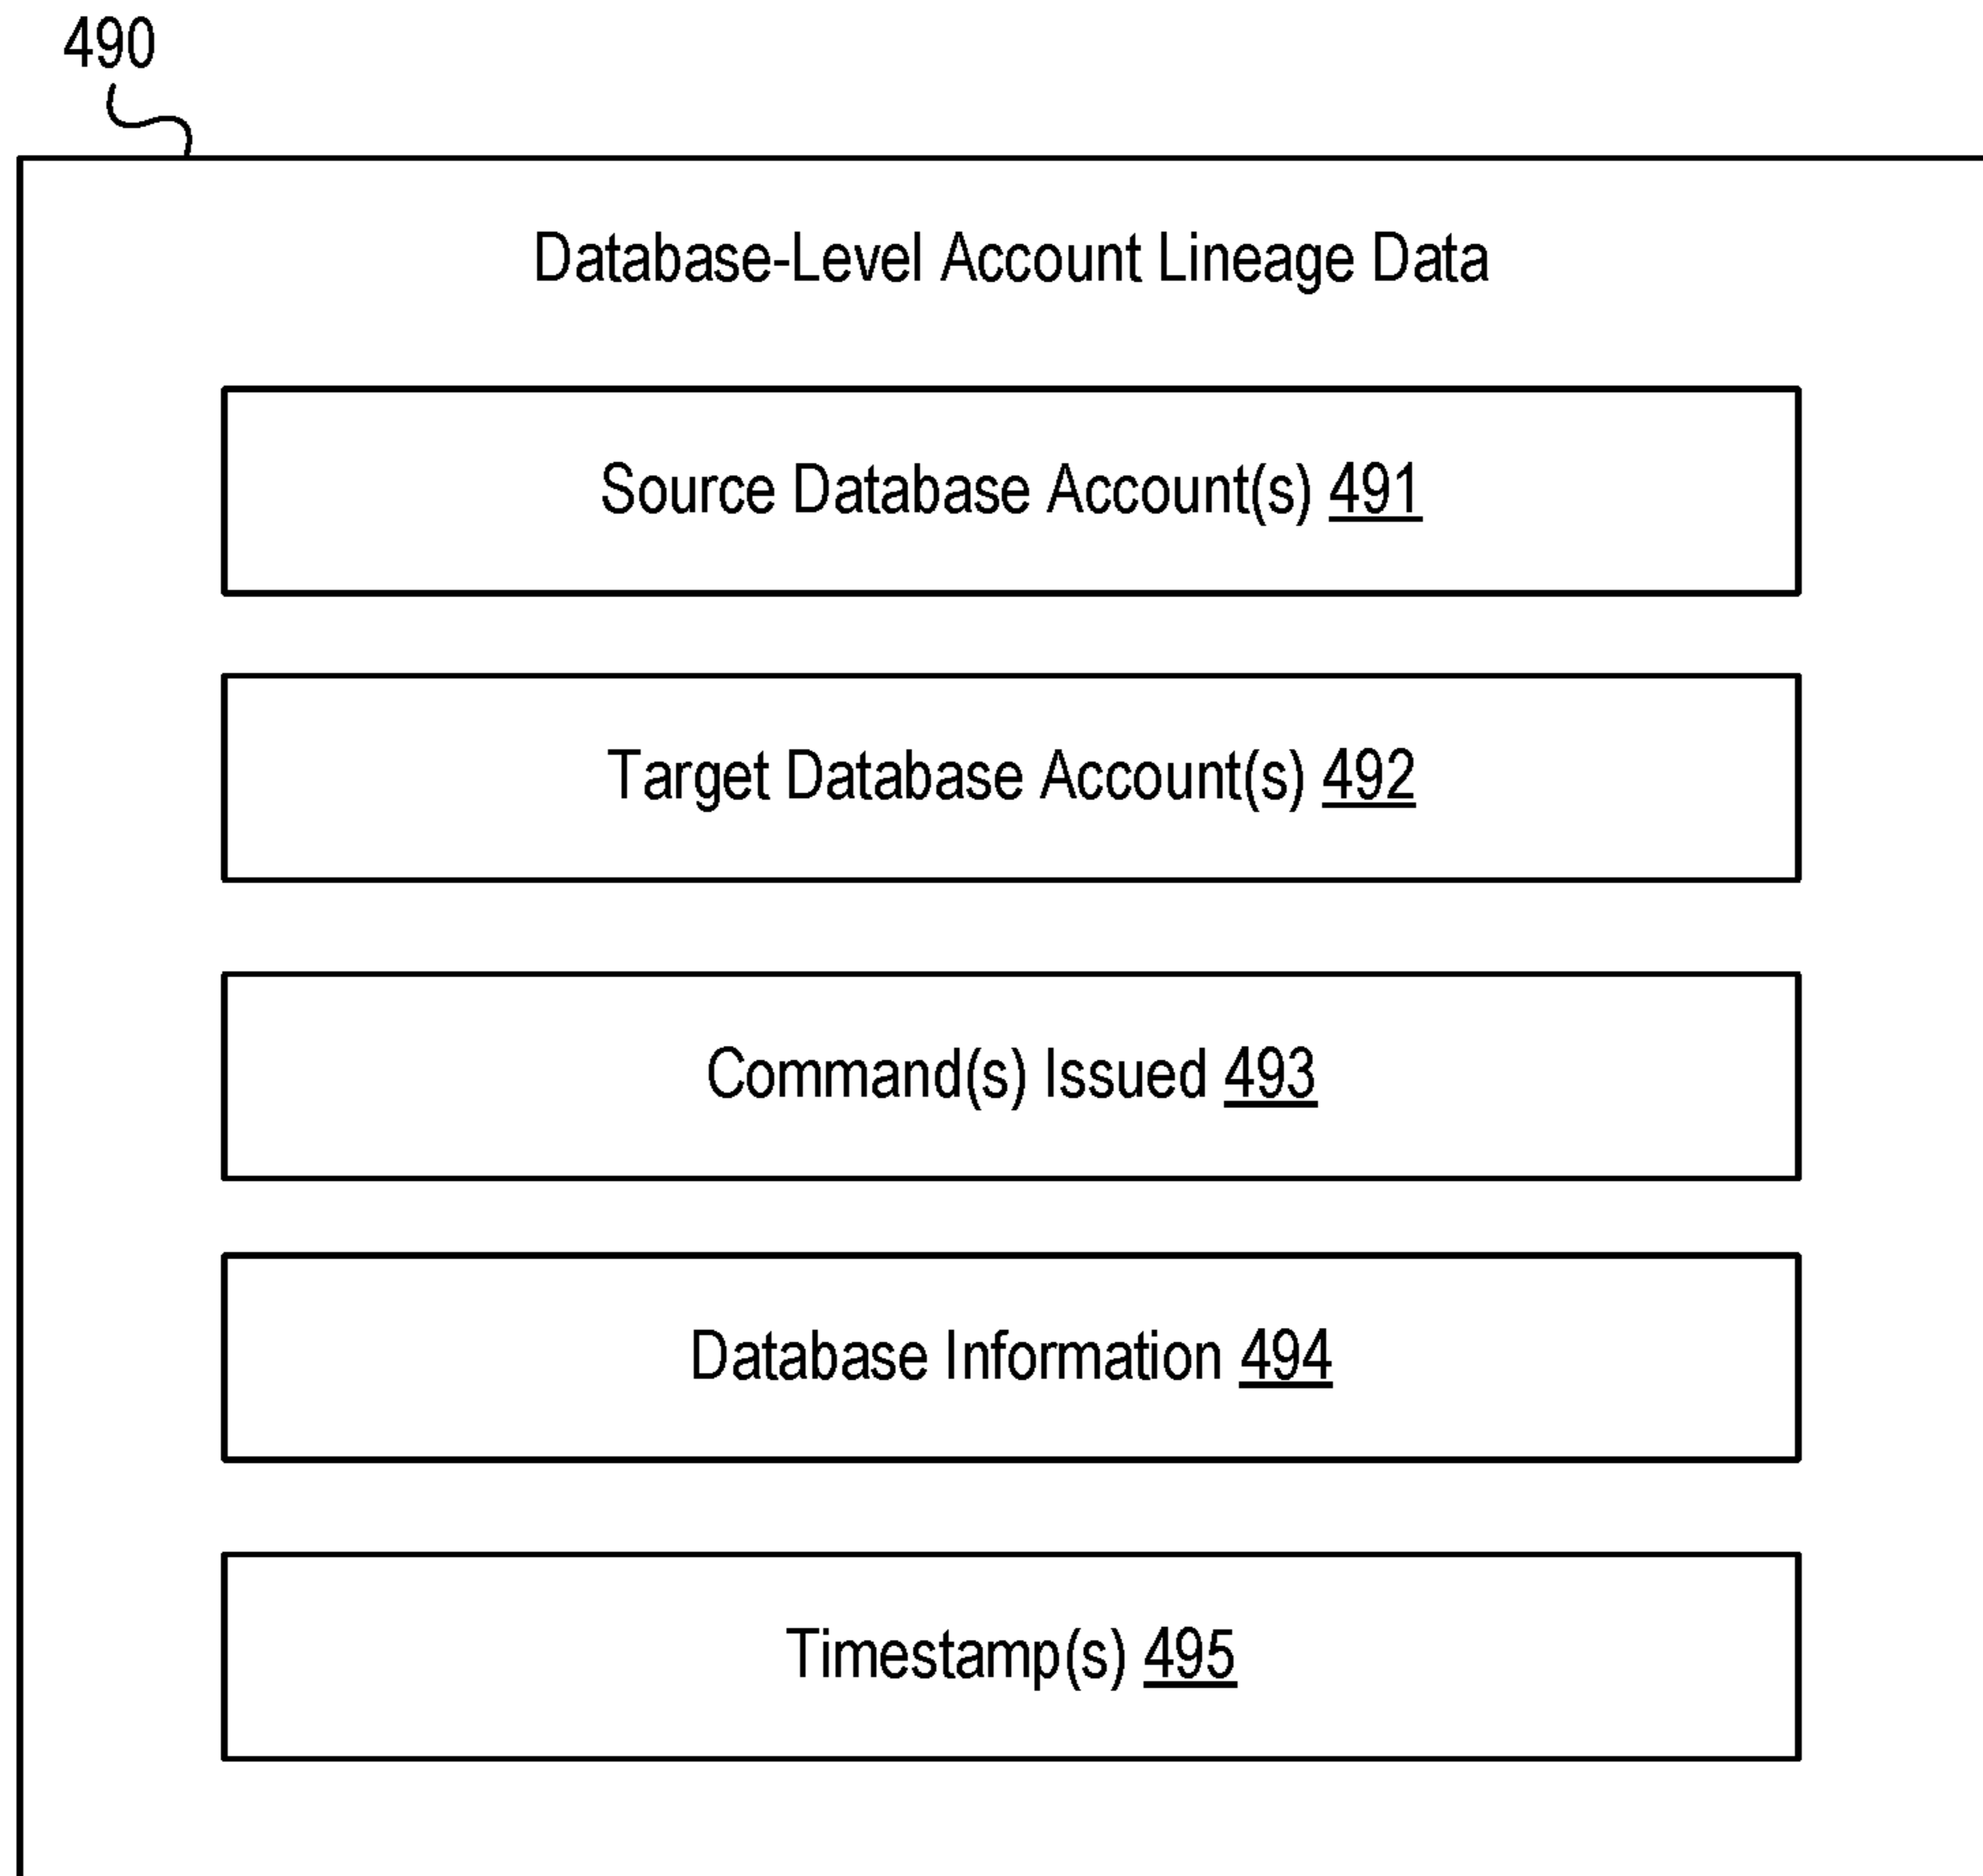 490
Database-Level Account Lineage Data
Source Database Account(s) 491
Target Database Account(s) 492
Command(s) Issued 493
Database Information 494
Timestamp(s) 495